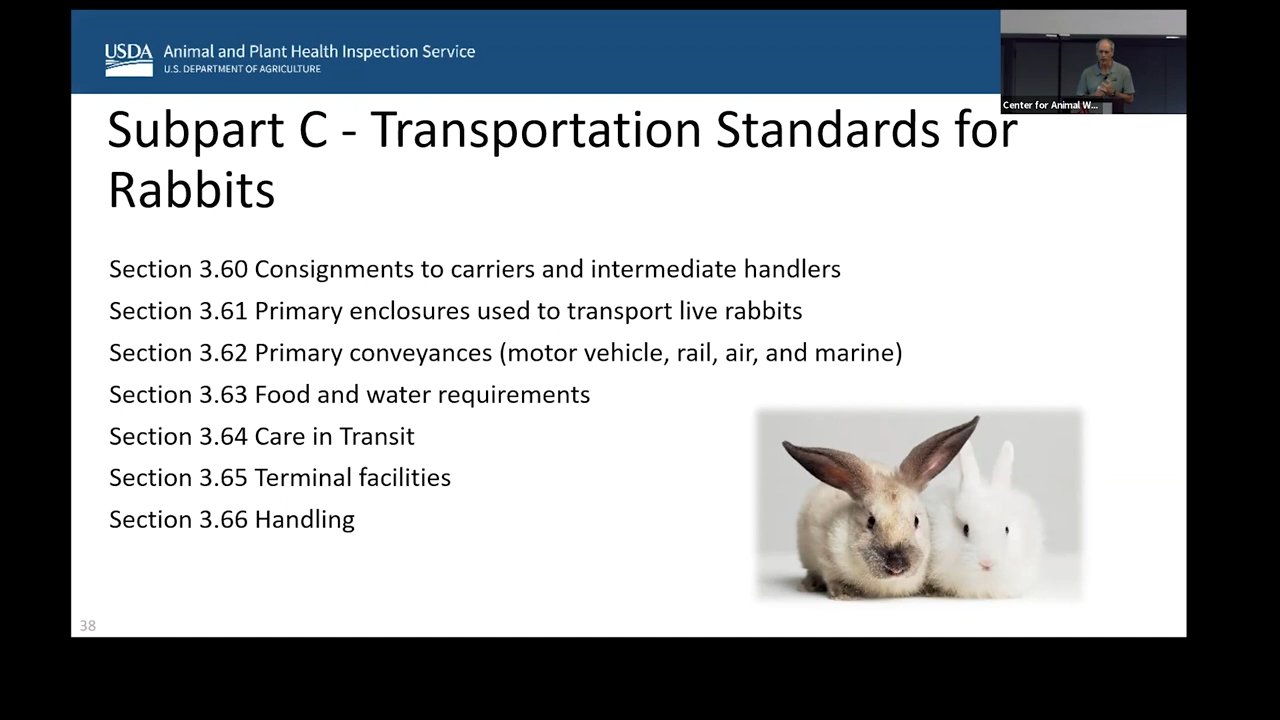 USDA
Animal and Plant Health Inspection Service
U.S. DEPARTMENT OF AGRICULTURE
Center for Animal W...
Subpart C - Transportation Standards for
Rabbits
Section 3.60 Consignments to carriers and intermediate handlers
Section 3.61 Primary enclosures used to transport live rabbits
Section 3.62 Primary conveyances (motor vehicle, rail, air, and marine)
Section 3.63 Food and water requirements
Section 3.64 Care in Transit
Section 3.65 Terminal facilities
Section 3.66 Handling
38